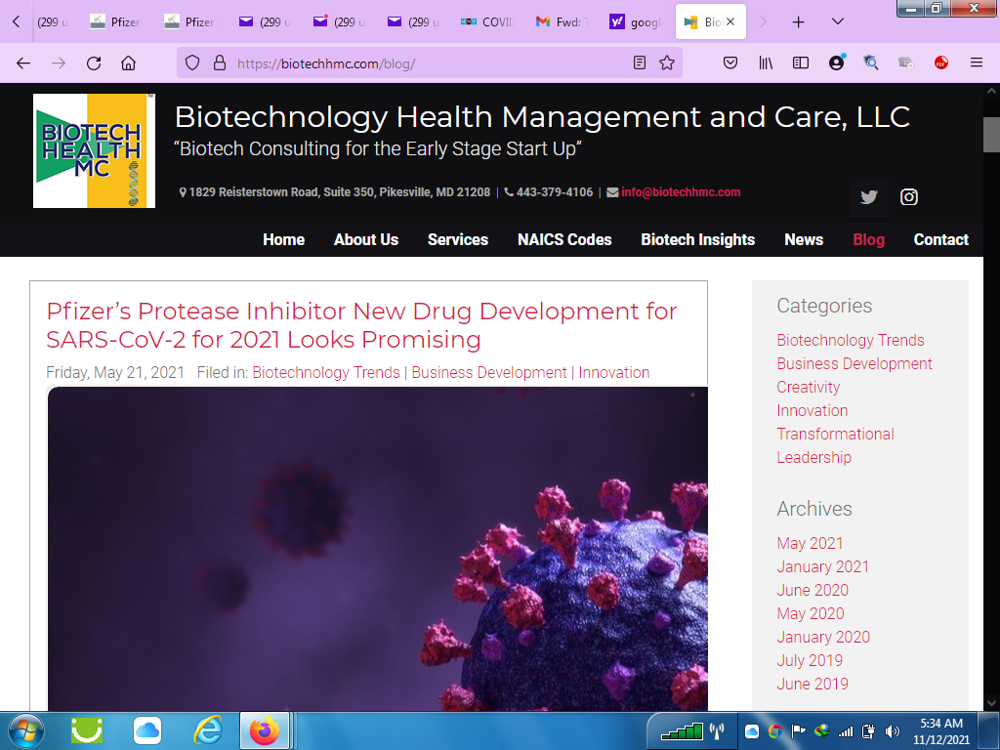 (299 u
Pfizer
Pfizer
(299 u
(299 u
(299 u
COVID
Fwd: T
googl
Biot
https://biotechhmc.com/blog/
BIOTECH
HEALTH
MC
Biotechnology Health Management and Care, LLC
“Biotech Consulting for the Early Stage Start Up”
1829 Reisterstown Road, Suite 350, Pikesville, MD 21208 | 443-379-4106 | info@biotechhmc.com
Home About Us Services NAICS Codes Biotech Insights News Blog Contact
Pfizer’s Protease Inhibitor New Drug Development for
SARS-CoV-2 for 2021 Looks Promising
Friday, May 21, 2021 Filed in: Biotechnology Trends | Business Development | Innovation
Categories
Biotechnology Trends
Business Development
Creativity
Innovation
Transformational
Leadership
Archives
May 2021
January 2021
June 2020
May 2020
January 2020
July 2019
June 2019
5:34 AM
11/12/2021